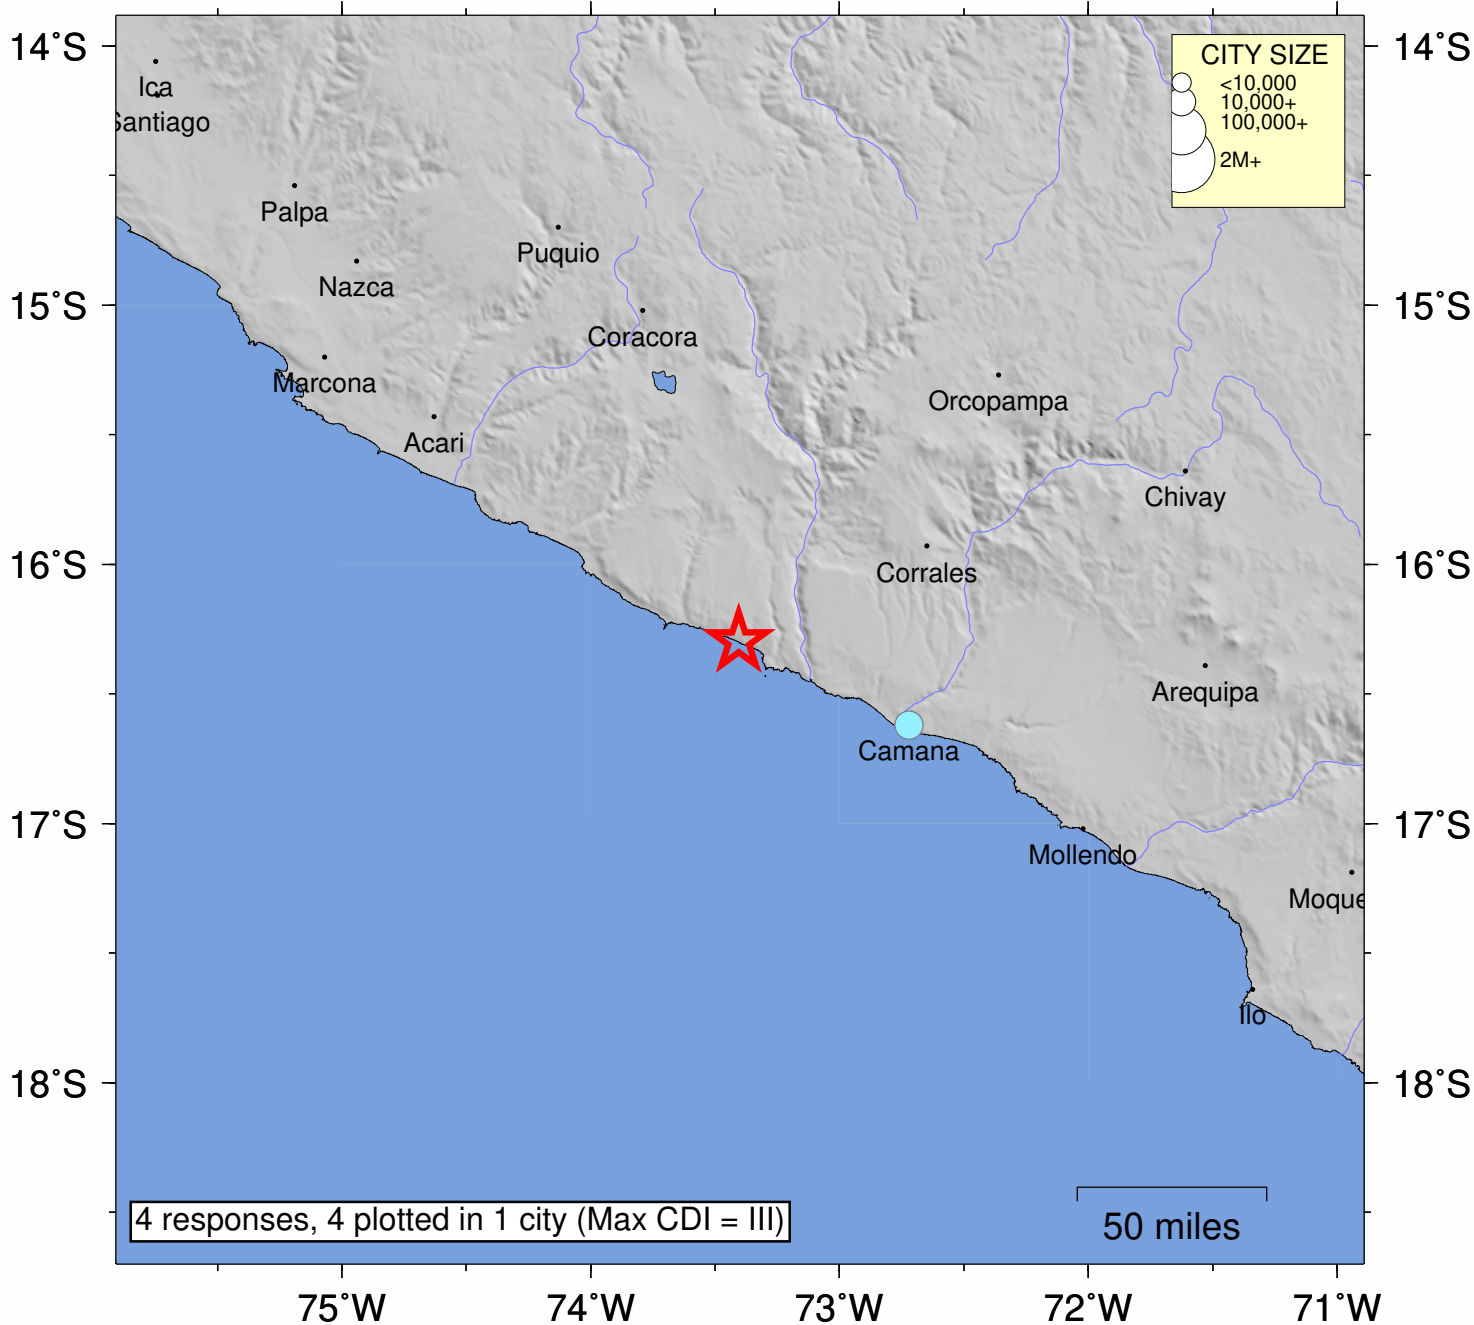 14˚S
14˚S
CITY SIZE
<10,000
10,000+
100,000+
2M+
Ica
Santiago
Palpa
Puquio
Nazca
15˚S
15˚S
Coracora
Marcona
Orcopampa
Acari
Chivay
16˚S
16˚S
Corrales
Arequipa
Camana
17˚S
17˚S
Mollendo
Moque
Ilo
18˚S
18˚S
4 responses, 4 plotted in 1 city (Max CDI = III)
50 miles
75˚W
74˚W
73˚W
72˚W
71˚W